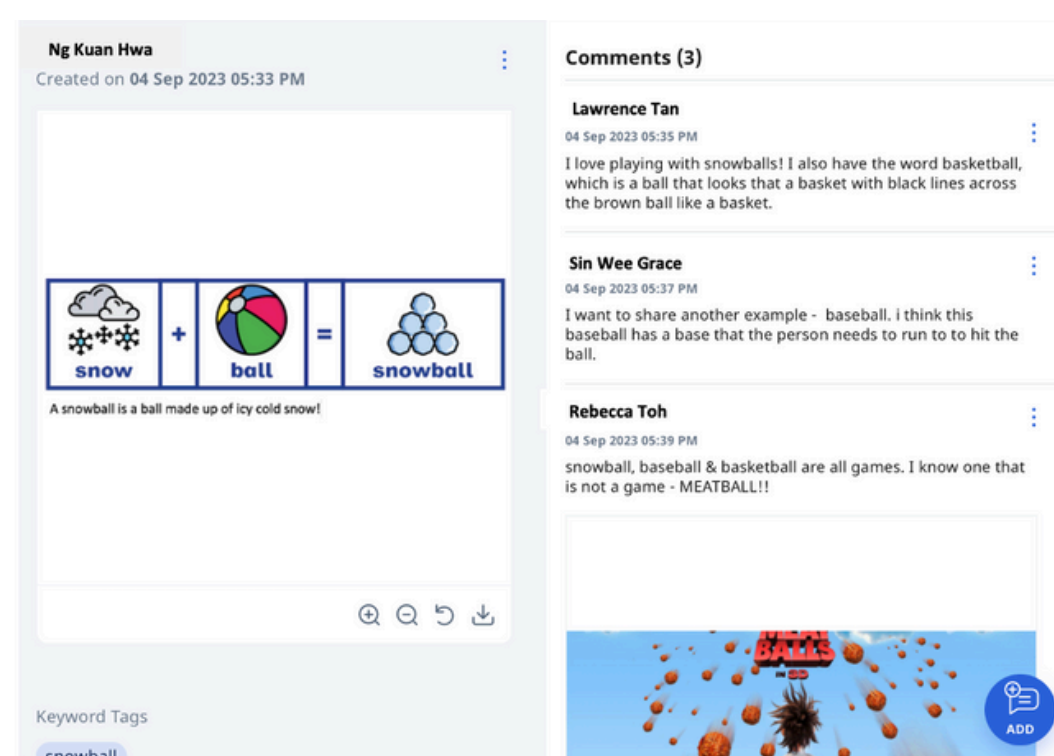 Ng Kuan Hwa
Created on 04 Sep 2023 05:33 PM
snow + ball = snowball
A snowball is a ball made up of icy cold snow!
Keyword Tags
snowball
Comments (3)
Lawrence Tan
04 Sep 2023 05:35 PM
I love playing with snowballs! I also have the word basketball,
which is a ball that looks that a basket with black lines across
the brown ball like a basket.
Sin Wee Grace
04 Sep 2023 05:37 PM
I want to share another example - baseball. i think this
baseball has a base that the person needs to run to to hit the
ball.
Rebecca Toh
04 Sep 2023 05:39 PM
snowball, baseball & basketball are all games. I know one that
is not a game - MEATBALL!!
MEAT
BALLS
IN 3D
ADD